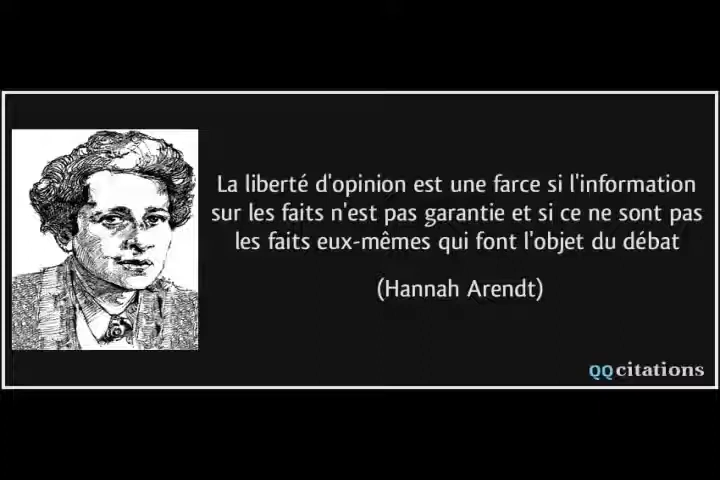 La liberté d'opinion est une farce si l'information
sur les faits n'est pas garantie et si ce ne sont pas
les faits eux-mêmes qui font l'objet du débat
(Hannah Arendt)
QQcitations